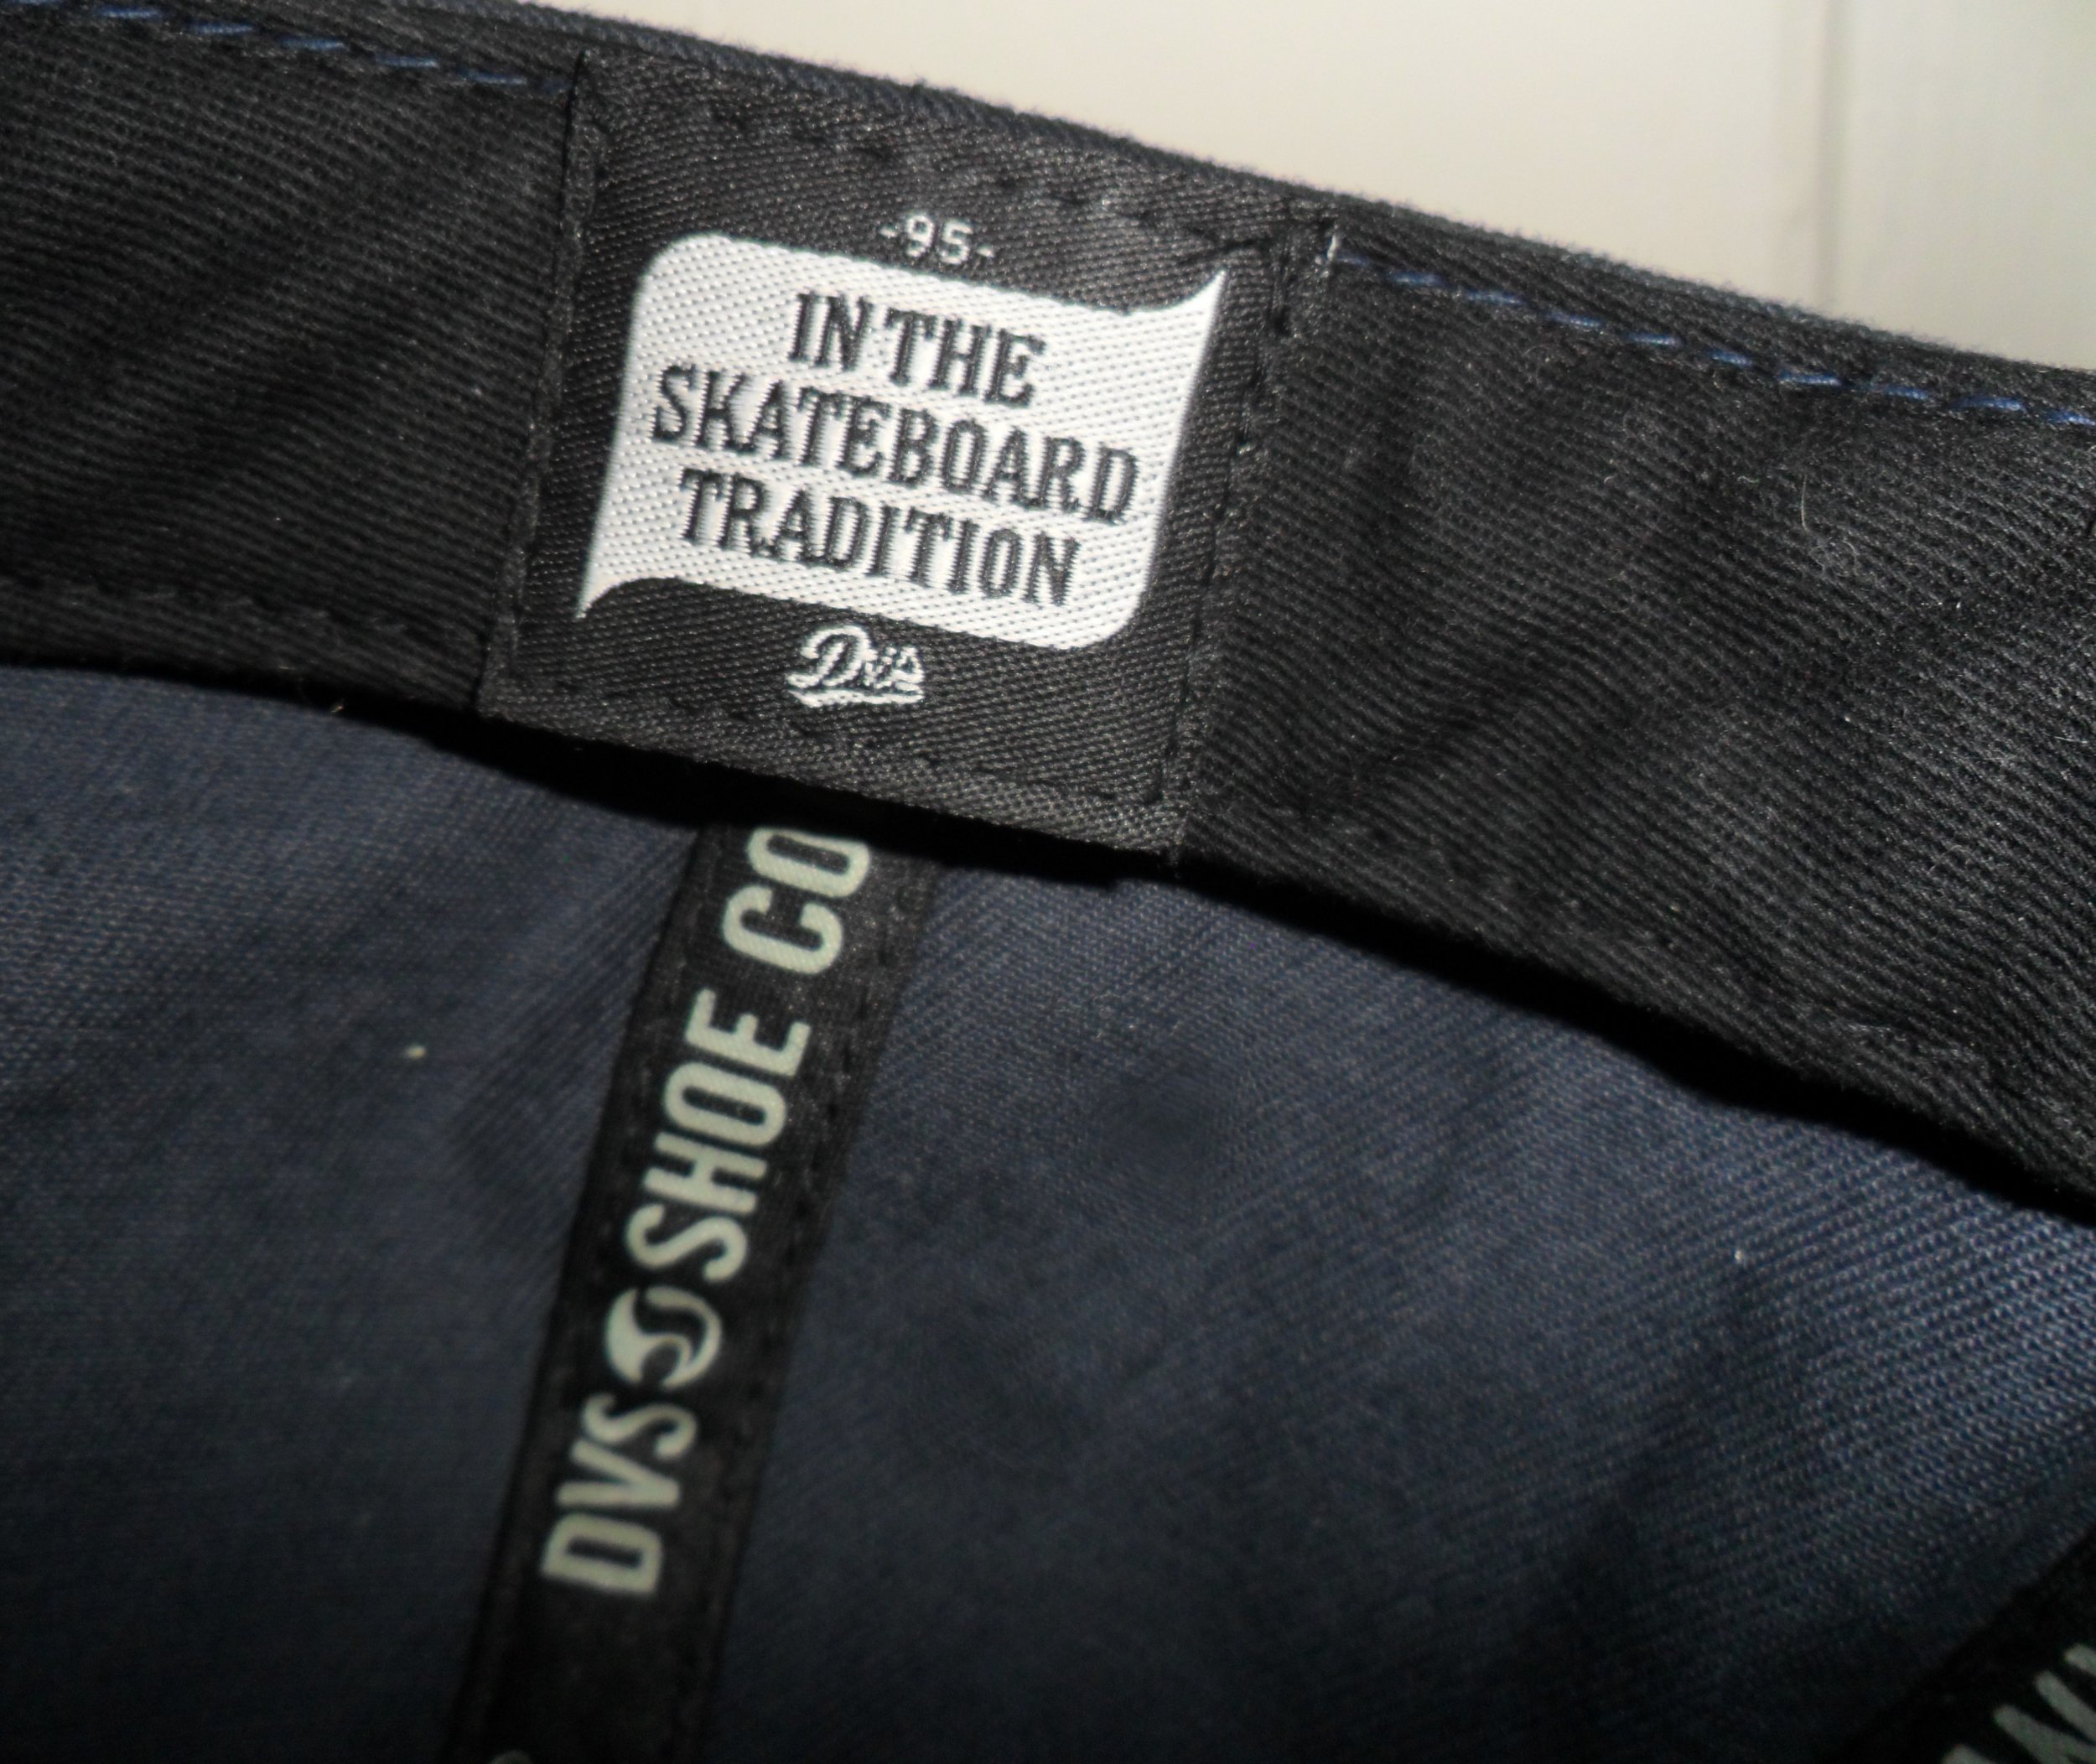 -95-
IN THE
SKATEBOARD
TRADITION
Dvs
DVS SHOE CO